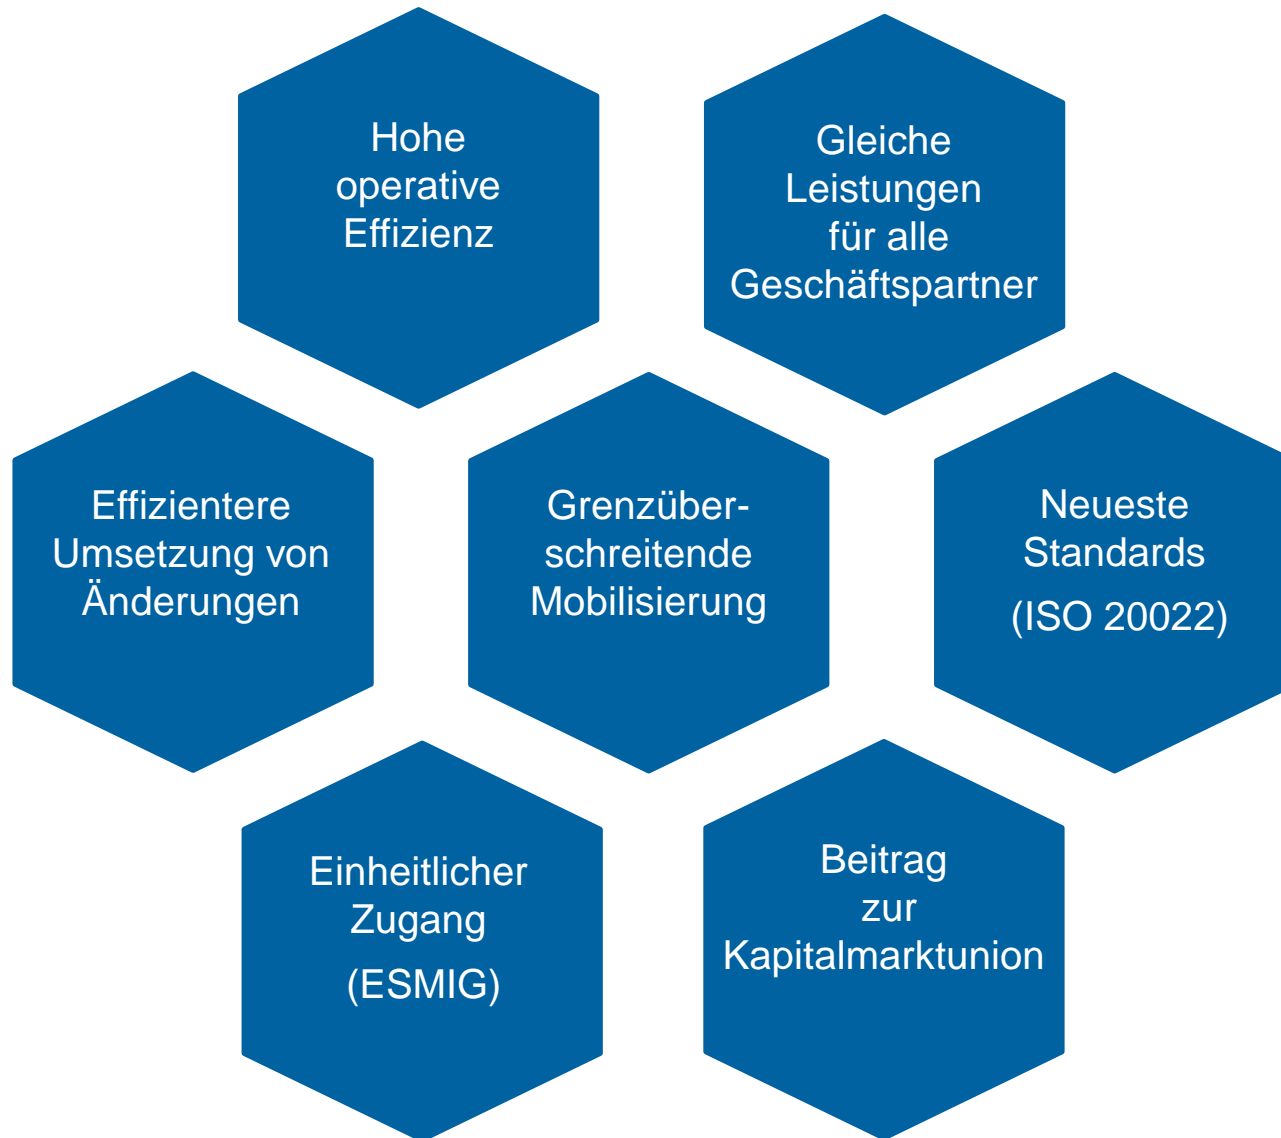 Hohe
operative
Effizienz
Gleiche
Leistungen
für alle
Geschäftspartner
Effizientere
Umsetzung von
Änderungen
Grenzüber-
schreitende
Mobilisierung
Neueste
Standards
(ISO 20022)
Einheitlicher
Zugang
(ESMIG)
Beitrag
zur
Kapitalmarktunion